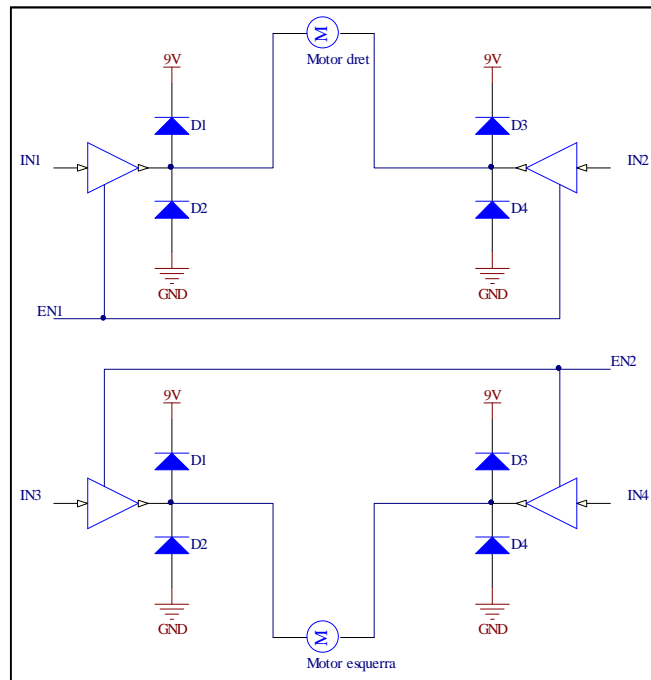 M
Motor dret
9V
9V
D1
D3
IN1
IN2
D2
D4
GND
GND
EN1
EN2
9V
9V
D1
D3
IN3
IN4
D2
D4
GND
GND
M
Motor esquerra